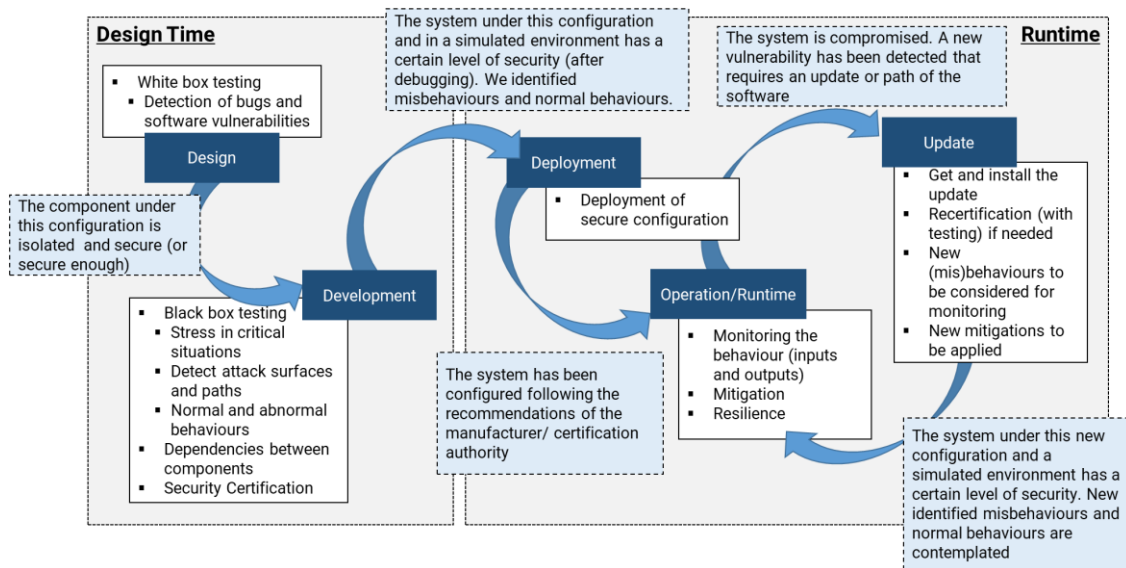 Design Time
White box testing
Detection of bugs and
software vulnerabilities
Design
The component under
this configuration is
isolated and secure (or
secure enough)
Development
Black box testing
Stress in critical
situations
Detect attack surfaces
and paths
Normal and abnormal
behaviours
Dependencies between
components
Security Certification
The system under this configuration
and in a simulated environment has a
certain level of security (after
debugging). We identified
misbehaviours and normal behaviours.
Runtime
Deployment
Deployment of
secure configuration
The system has been
configured following the
recommendations of the
manufacturer/ certification
authority
Operation/Runtime
Monitoring the
behaviour (inputs
and outputs)
Mitigation
Resilience
The system is compromised. A new
vulnerability has been detected that
requires an update or path of the
software
Update
Get and install the
update
Recertification (with
testing) if needed
New
(mis)behaviours to
be considered for
monitoring
New mitigations to
be applied
The system under this new
configuration and a
simulated environment has a
certain level of security. New
identified misbehaviours and
normal behaviours are
contemplated